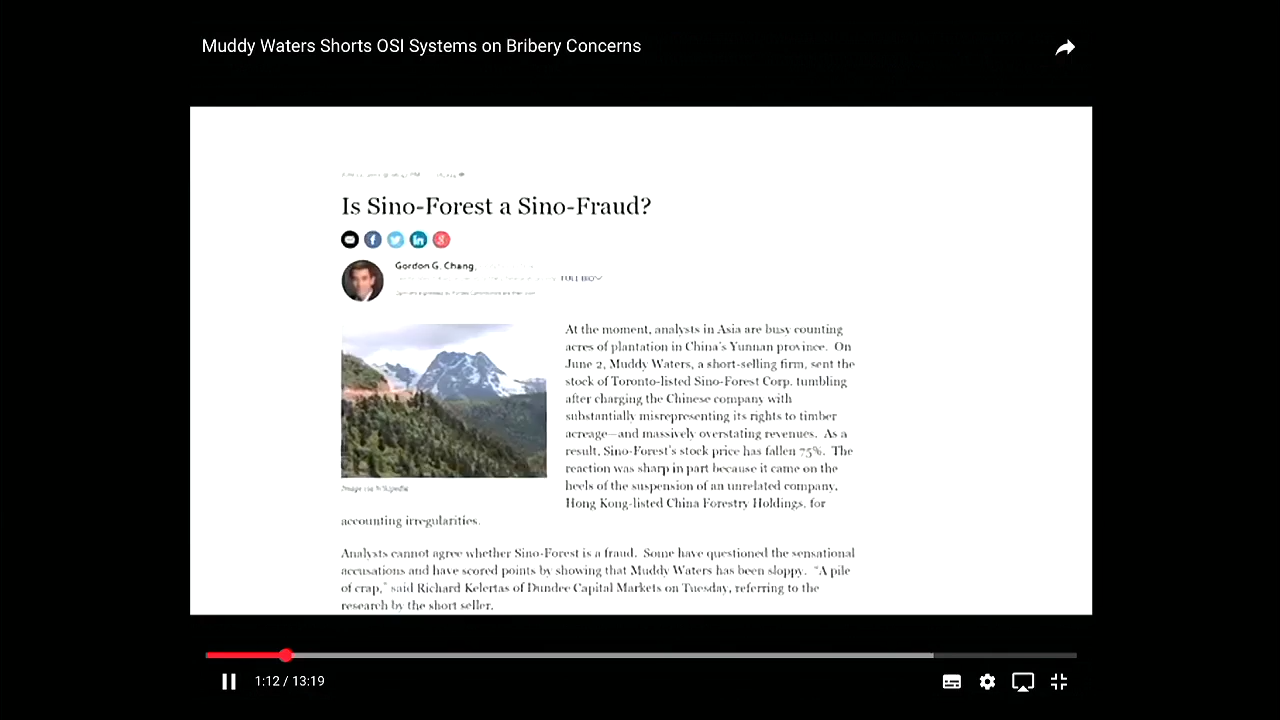 Muddy Waters Shorts OSI Systems on Bribery Concerns
Is Sino-Forest a Sino-Fraud?
Gordon G. Chang,
FULL BIO
At the moment, analysts in Asia are busy counting
acres of plantation in China's Yunnan province. On
June 2, Muddy Waters, a short-selling firm, sent the
stock of Toronto-listed Sino-Forest Corp. tumbling
after charging the Chinese company with
substantially misrepresenting its rights to timber
acreage—and massively overstating revenues. As a
result, Sino-Forest's stock price has fallen 75%. The
reaction was sharp in part because it came on the
heels of the suspension of an unrelated company,
Hong Kong-listed China Forestry Holdings, for
accounting irregularities.
Analysts cannot agree whether Sino-Forest is a fraud. Some have questioned the sensational
accusations and have scored points by showing that Muddy Waters has been sloppy. "A pile
of crap," said Richard Kelertas of Dundee Capital Markets on Tuesday, referring to the
research by the short seller.
1:12 / 13:19